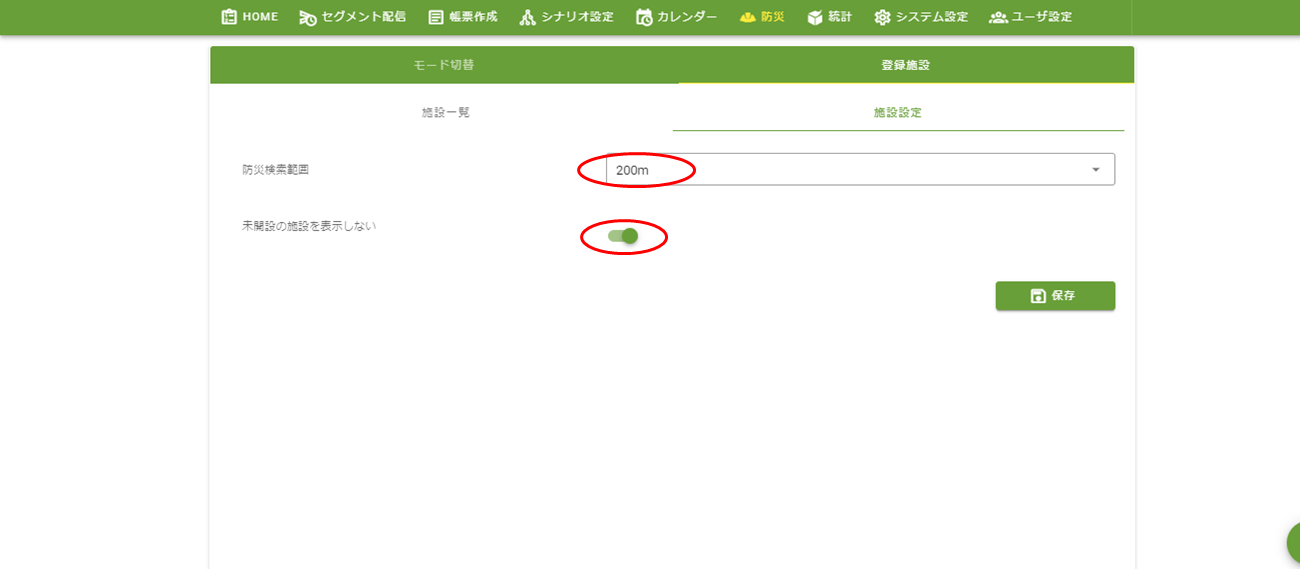 HOME セグメント配信 帳票作成 シナリオ設定 カレンダー 防災 統計 システム設定 ユーザ設定
モード切替 登録施設
施設一覧 施設設定
防災検索範囲 200m
未開設の施設を表示しない
保存